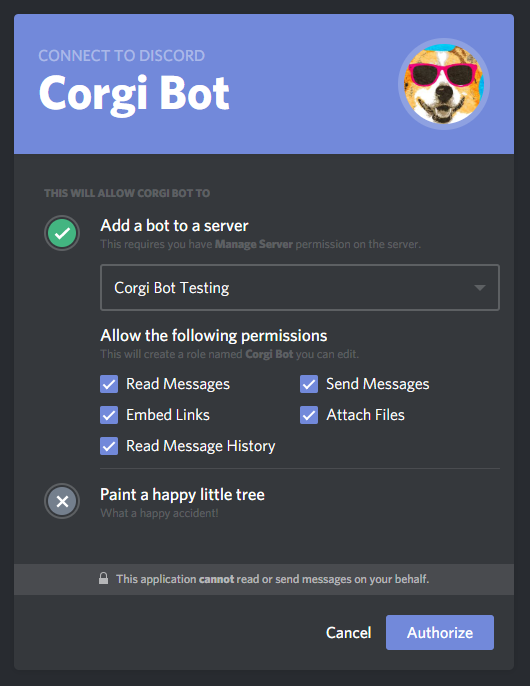 CONNECT TO DISCORD
Corgi Bot
THIS WILL ALLOW CORGI BOT TO
Add a bot to a server
This requires you have Manage Server permission on the server.
Corgi Bot Testing
Allow the following permissions
This will create a role named Corgi Bot you can edit.
Read Messages Send Messages
Embed Links Attach Files
Read Message History
Paint a happy little tree
What a happy accident!
This application cannot read or send messages on your behalf.
Cancel Authorize